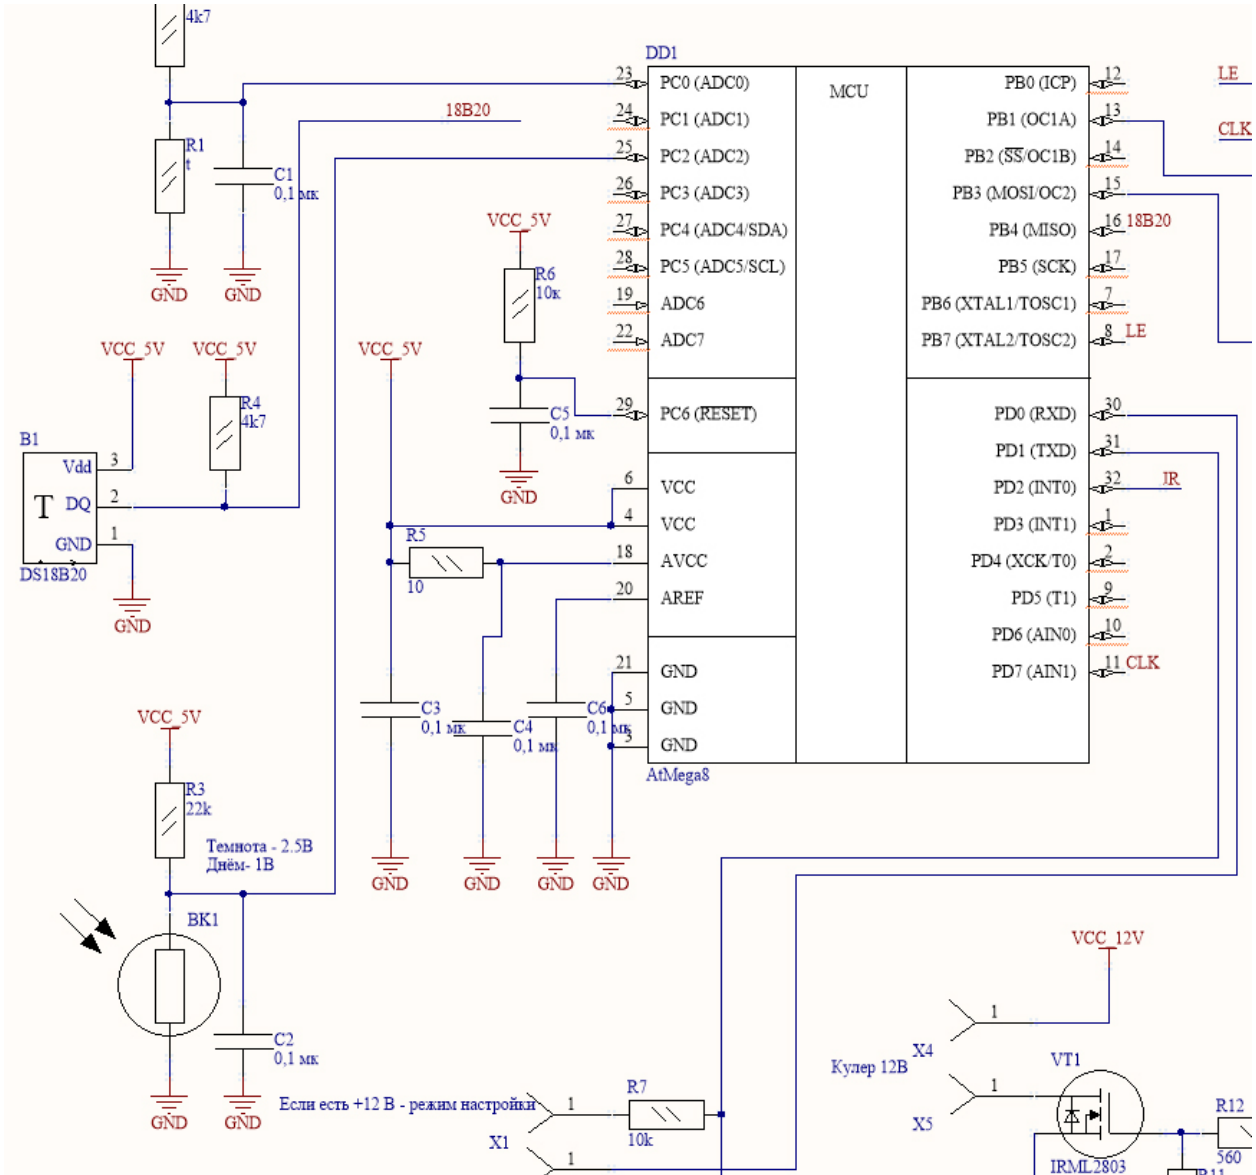 4k7
R1
t
C1
0,1 мк
GND
GND
18B20
VCC_5V
R6
10к
C5
0,1 мк
GND
VCC_5V
VCC_5V
VCC_5V
R4
4k7
B1
Vdd
3
T
DQ
2
GND
1
DS18B20
GND
DD1
MCU
23
PC0 (ADC0)
24
PC1 (ADC1)
25
PC2 (ADC2)
26
PC3 (ADC3)
27
PC4 (ADC4/SDA)
28
PC5 (ADC5/SCL)
19
ADC6
22
ADC7
29
PC6 (RESET)
6
VCC
4
VCC
18
AVCC
20
AREF
21
GND
5
GND
3
GND
AtMega8
PB0 (ICP)
12
PB1 (OC1A)
13
PB2 (SS/OC1B)
14
PB3 (MOSI/OC2)
15
PB4 (MISO)
16
18B20
PB5 (SCK)
17
PB6 (XTAL1/TOSC1)
7
PB7 (XTAL2/TOSC2)
8
LE
PD0 (RXD)
30
PD1 (TXD)
31
PD2 (INT0)
32
IR
PD3 (INT1)
1
PD4 (XCK/T0)
2
PD5 (T1)
9
PD6 (AIN0)
10
PD7 (AIN1)
11
CLK
LE
CLK
R5
10
C3
0,1 мк
C4
0,1 мк
C6
0,1 мк
GND
GND
GND
GND
VCC_5V
R3
22k
Темнота - 2.5В
Днём- 1В
BK1
C2
0,1 мк
GND
GND
Если есть +12 В - режим настройки
1
X1
1
R7
10k
VCC_12V
1
X4
Кулер 12В
1
X5
VT1
IRML2803
R12
560
R11